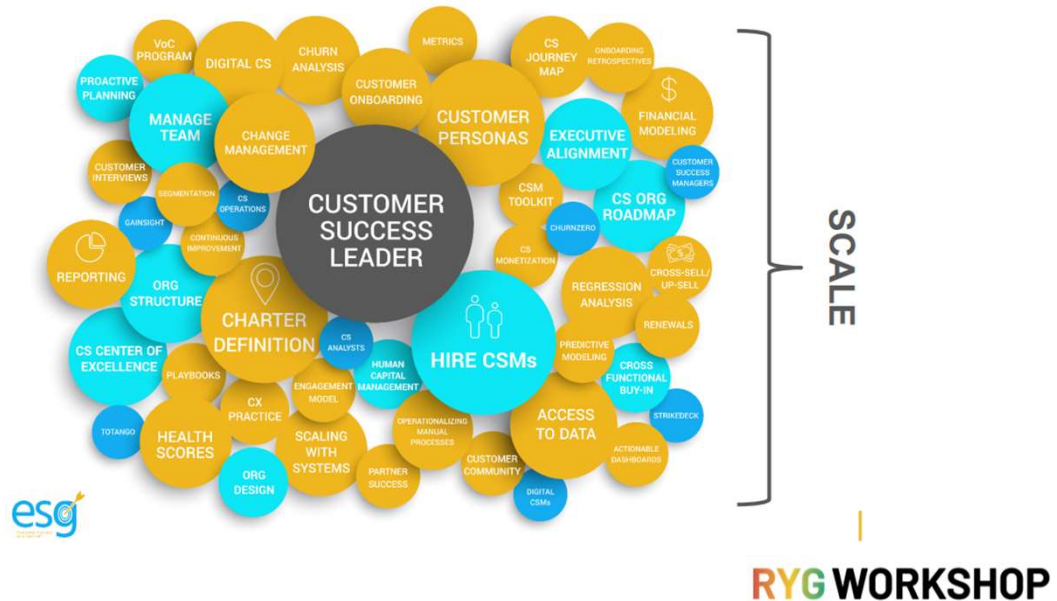 VoC
PROGRAM
DIGITAL CS
CHURN
ANALYSIS
METRICS
CS
JOURNEY
MAP
ONBOARDING
RETROSPECTIVES
PROACTIVE
PLANNING
MANAGE
TEAM
CHANGE
MANAGEMENT
CUSTOMER
ONBOARDING
CUSTOMER
PERSONAS
EXECUTIVE
ALIGNMENT
$
FINANCIAL
MODELING
CUSTOMER
INTERVIEWS
SEGMENTATION
CS
OPERATIONS
CUSTOMER
SUCCESS
LEADER
CSM
TOOLKIT
CS ORG
ROADMAP
CUSTOMER
SUCCESS
MANAGERS
GAINSIGHT
CONTINUOUS
IMPROVEMENT
CHURNZERO
CS
MONETIZATION
REPORTING
ORG
STRUCTURE
CHARTER
DEFINITION
HIRE CSMs
REGRESSION
ANALYSIS
CROSS-SELL/
UP-SELL
RENEWALS
CS CENTER OF
EXCELLENCE
PLAYBOOKS
CS
ANALYSTS
HUMAN
CAPITAL
MANAGEMENT
PREDICTIVE
MODELING
CROSS
FUNCTIONAL
BUY-IN
TOTANGO
HEALTH
SCORES
CX
PRACTICE
ENGAGEMENT
MODEL
SCALING
WITH
SYSTEMS
OPERATIONALIZING
MANUAL
PROCESSES
ACCESS
TO DATA
STRIKEDECK
ORG
DESIGN
PARTNER
SUCCESS
CUSTOMER
COMMUNITY
ACTIONABLE
DASHBOARDS
DIGITAL
CSMs
SCALE
esg
RYG WORKSHOP